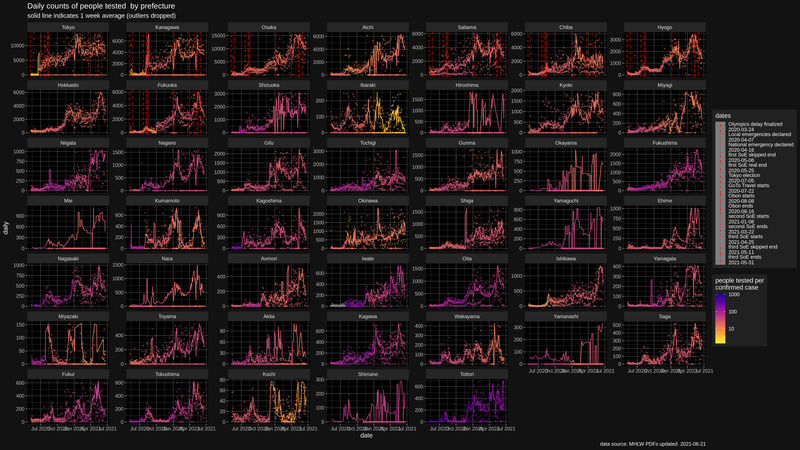 Daily counts of people tested by prefecture
solid line indicates 1 week average (outliers dropped)
Tokyo
Kanagawa
Osaka
Aichi
Saitama
Chiba
Hyogo
Hokkaido
Fukuoka
Shizuoka
Ibaraki
Hiroshima
Kyoto
Miyagi
Niigata
Nagano
Gifu
Tochigi
Gunma
Okayama
Fukushima
Mie
Kumamoto
Kagoshima
Okinawa
Shiga
Yamaguchi
Ehime
Nagasaki
Nara
Aomori
Iwate
Oita
Ishikawa
Yamagata
Miyazaki
Toyama
Akita
Kagawa
Wakayama
Yamanashi
Saga
Fukui
Tokushima
Kochi
Shimane
Tottori
daily
date
dates
Olympics delay finalized
2020-03-24
Local emergencies declared
2020-04-07
National emergency declared
2020-04-16
first SoE skipped end
2020-05-06
first SoE real end
2020-05-25
Tokyo election
2020-07-05
GoTo Travel starts
2020-07-22
Obon starts
2020-08-08
Obon ends
2020-08-16
second SoE starts
2021-01-08
second SoE ends
2021-03-22
third SoE starts
2021-04-25
third SoE skipped end
2021-05-11
third SoE ends
2021-05-31
people tested per
confirmed case
1000
100
10
data source: MHLW PDFs updated 2021-06-21